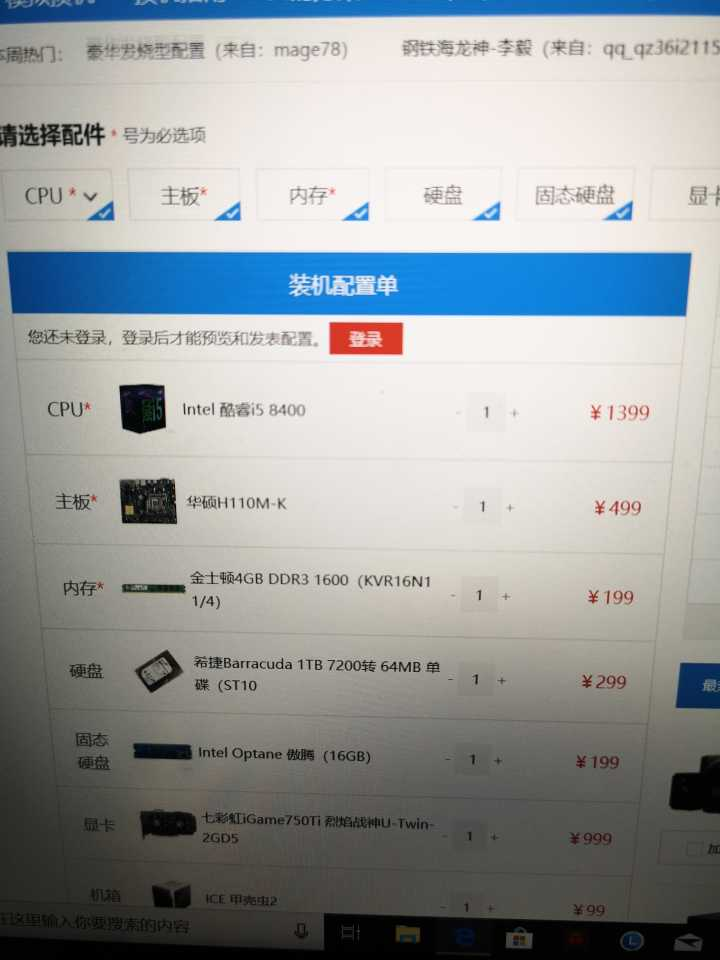 本周热门： 豪华发烧型配置（来自：mage78） 钢铁海龙神-李毅（来自：qq_qz36i2115
请选择配件 * 号为必选项
CPU * 主板* 内存* 硬盘 固态硬盘 显卡
装机配置单
您还未登录，登录后才能预览和发表配置。 登录
CPU* Intel 酷睿i5 8400 - 1 + ￥1399
主板* 华硕H110M-K - 1 + ￥499
内存* 金士顿4GB DDR3 1600（KVR16N1
1/4） - 1 + ￥199
硬盘 希捷Barracuda 1TB 7200转 64MB 单
碟（ST10 - 1 + ￥299
固态
硬盘 Intel Optane 傲腾（16GB） - 1 + ￥199
显卡 七彩虹iGame750Ti 烈焰战神U-Twin-
2GD5 - 1 + ￥999
机箱 ICE 甲壳虫2 - 1 + ￥99
在这里输入你要搜索的内容